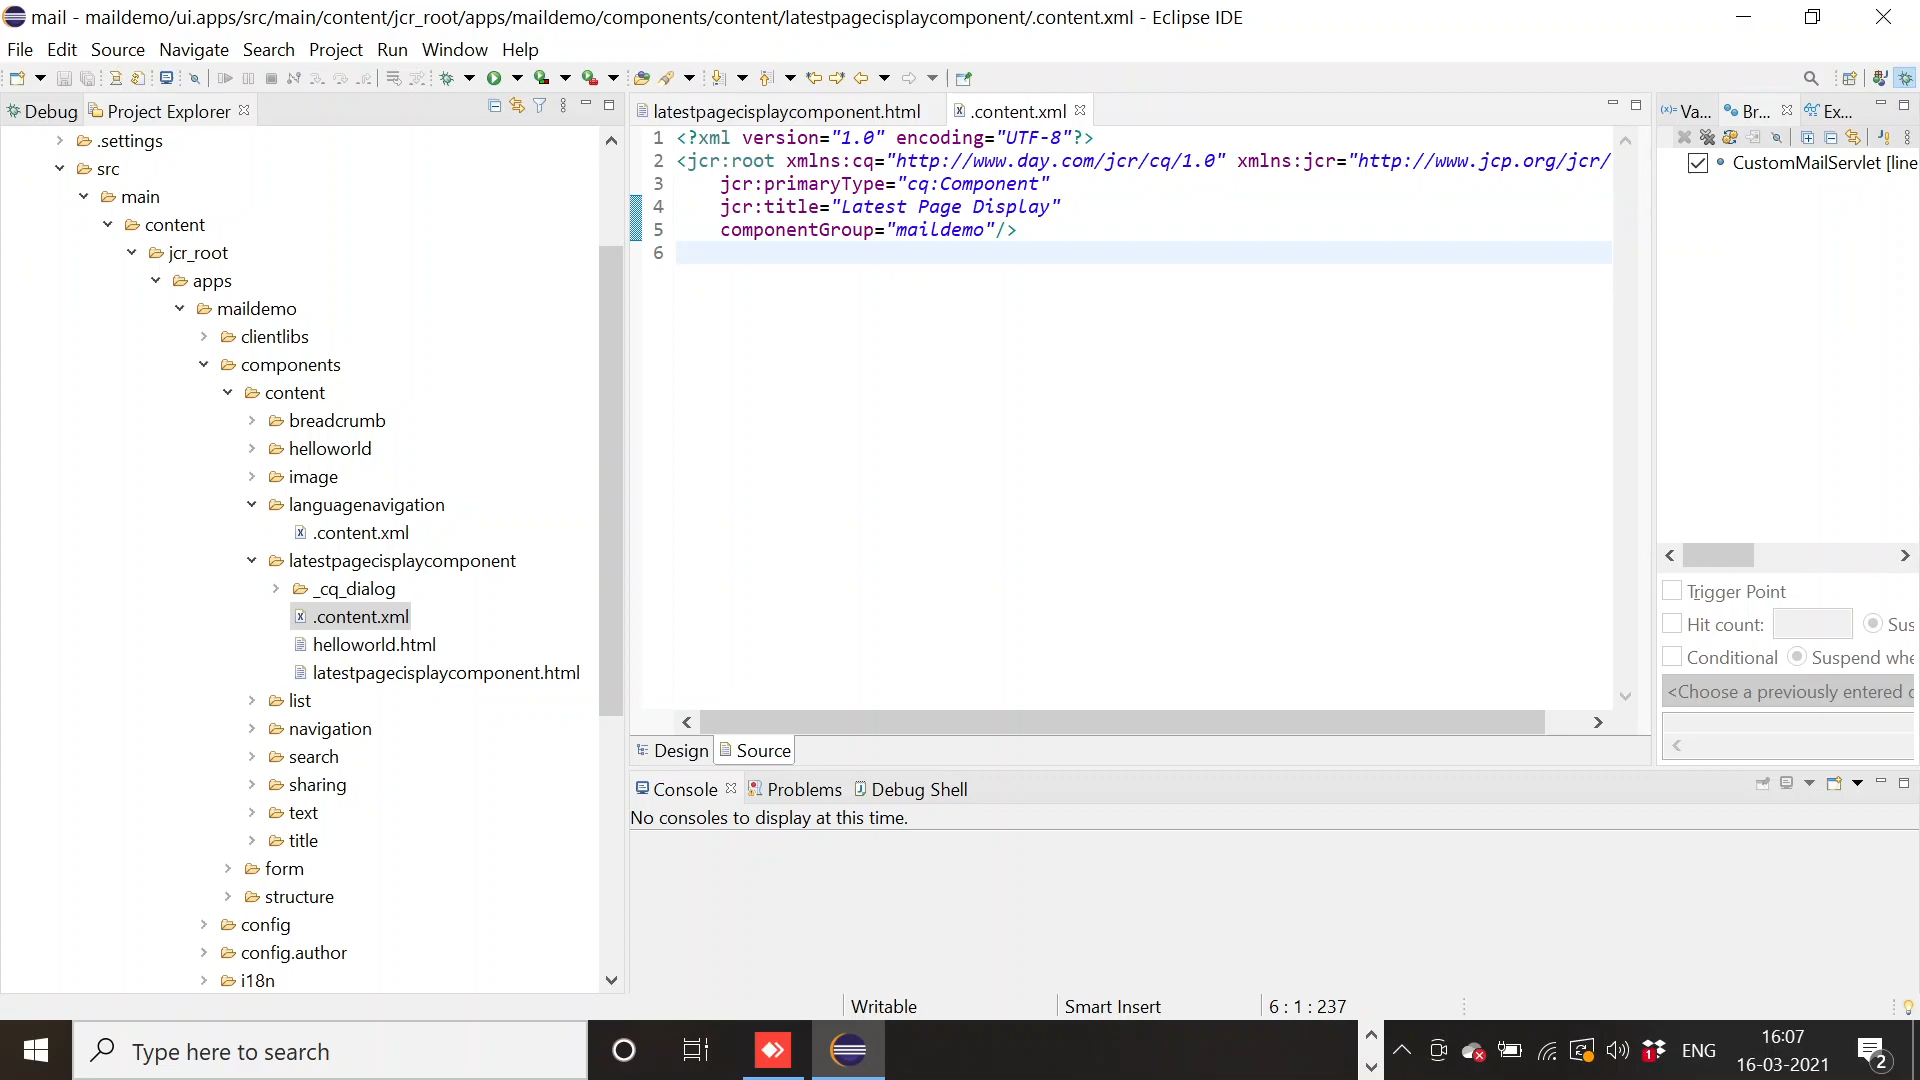 mail - maildemo/ui.apps/src/main/content/jcr_root/apps/maildemo/components/content/latestpagecisplaycomponent/.content.xml - Eclipse IDE
File Edit Source Navigate Search Project Run Window Help
Debug Project Explorer
latestpagecisplaycomponent.html .content.xml
Va... Br... Ex...
.settings
src
main
content
jcr_root
apps
maildemo
clientlibs
components
content
breadcrumb
helloworld
image
languagenavigation
.content.xml
latestpagecisplaycomponent
_cq_dialog
.content.xml
helloworld.html
latestpagecisplaycomponent.html
list
navigation
search
sharing
text
title
form
structure
config
config.author
i18n
1 <?xml version="1.0" encoding="UTF-8"?>
2 <jcr:root xmlns:cq="http://www.day.com/jcr/cq/1.0" xmlns:jcr="http://www.jcp.org/jcr/
3 jcr:primaryType="cq:Component"
4 jcr:title="Latest Page Display"
5 componentGroup="maildemo"/>
6
Design Source
CustomMailServlet [line
Trigger Point
Hit count: Sus
Conditional Suspend whe
<Choose a previously entered c
Console Problems Debug Shell
No consoles to display at this time.
Writable Smart Insert 6 : 1 : 237
Type here to search
1
ENG
16:07
16-03-2021
2